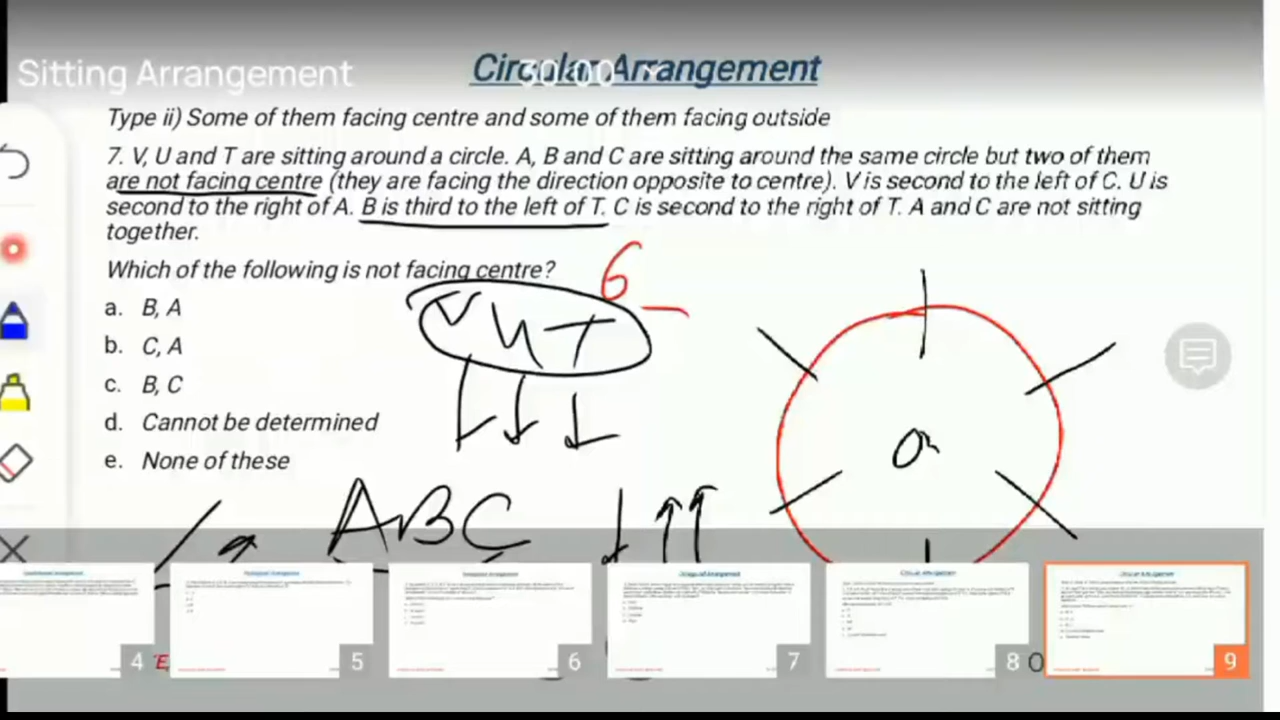 Sitting Arrangement
Circular Arrangement
30:00
Type ii) Some of them facing centre and some of them facing outside
7. V, U and T are sitting around a circle. A, B and C are sitting around the same circle but two of them
are not facing centre (they are facing the direction opposite to centre). V is second to the left of C. U is
second to the right of A. B is third to the left of T. C is second to the right of T. A and C are not sitting
together.
Which of the following is not facing centre?
a. B, A
b. C, A
c. B, C
d. Cannot be determined
e. None of these
6
V U T
A B C
4
5
6
7
8
9